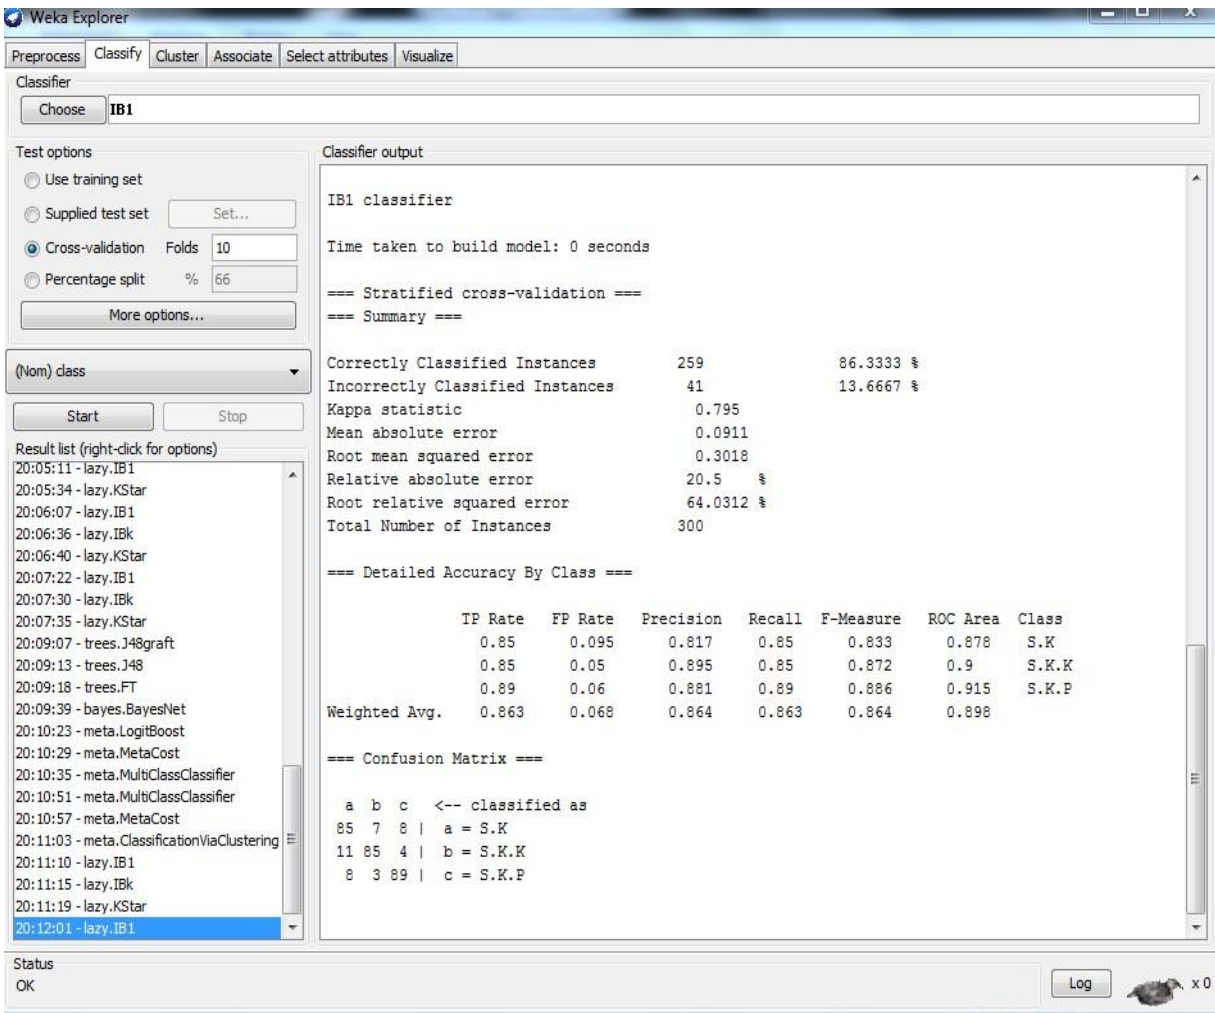 Weka Explorer
Preprocess Classify Cluster Associate Select attributes Visualize
Classifier
Choose IB1
Test options
Use training set
Supplied test set Set...
Cross-validation Folds 10
Percentage split % 66
More options...
(Nom) class
Start Stop
Result list (right-click for options)
20:05:11 - lazy.IB1
20:05:34 - lazy.KStar
20:06:07 - lazy.IB1
20:06:36 - lazy.IBk
20:06:40 - lazy.KStar
20:07:22 - lazy.IB1
20:07:30 - lazy.IBk
20:07:35 - lazy.KStar
20:09:07 - trees.J48graft
20:09:13 - trees.J48
20:09:18 - trees.FT
20:09:39 - bayes.BayesNet
20:10:23 - meta.LogitBoost
20:10:29 - meta.MetaCost
20:10:35 - meta.MultiClassClassifier
20:10:51 - meta.MultiClassClassifier
20:10:57 - meta.MetaCost
20:11:03 - meta.ClassificationViaClustering
20:11:10 - lazy.IB1
20:11:15 - lazy.IBk
20:11:19 - lazy.KStar
20:12:01 - lazy.IB1
Classifier output
IB1 classifier
Time taken to build model: 0 seconds
=== Stratified cross-validation ===
=== Summary ===
Correctly Classified Instances 259 86.3333 %
Incorrectly Classified Instances 41 13.6667 %
Kappa statistic 0.795
Mean absolute error 0.0911
Root mean squared error 0.3018
Relative absolute error 20.5 %
Root relative squared error 64.0312 %
Total Number of Instances 300
=== Detailed Accuracy By Class ===
TP Rate FP Rate Precision Recall F-Measure ROC Area Class
0.85 0.095 0.817 0.85 0.833 0.878 S.K
0.85 0.05 0.895 0.85 0.872 0.9 S.K.K
0.89 0.06 0.881 0.89 0.886 0.915 S.K.P
Weighted Avg. 0.863 0.068 0.864 0.863 0.864 0.898
=== Confusion Matrix ===
a b c <-- classified as
85 7 8 | a = S.K
11 85 4 | b = S.K.K
8 3 89 | c = S.K.P
Status
OK
Log x 0